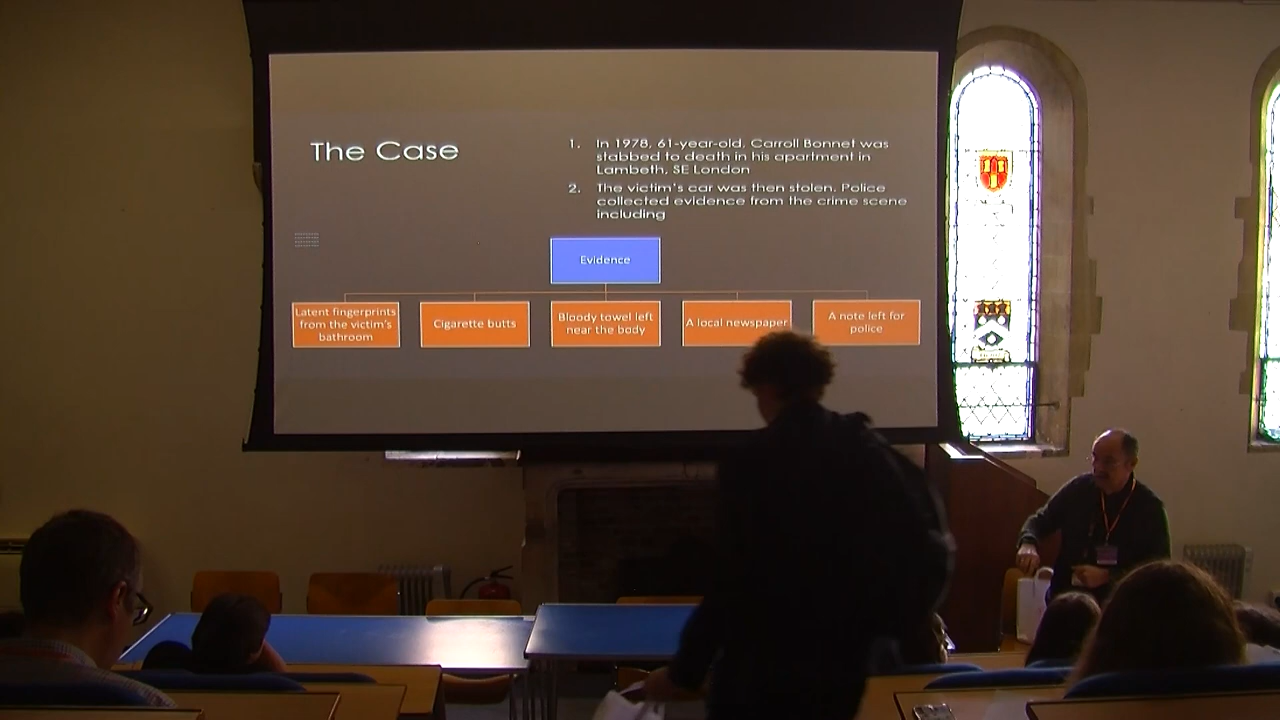 The Case
1. In 1978, 61-year-old, Carroll Bonnet was
stabbed to death in his apartment in
Lambeth, SE London
2. The victim's car was then stolen. Police
collected evidence from the crime scene
including
Evidence
Latent fingerprints
from the victim's
bathroom
Cigarette butts
Bloody towel left
near the body
A local newspaper
A note left for
police